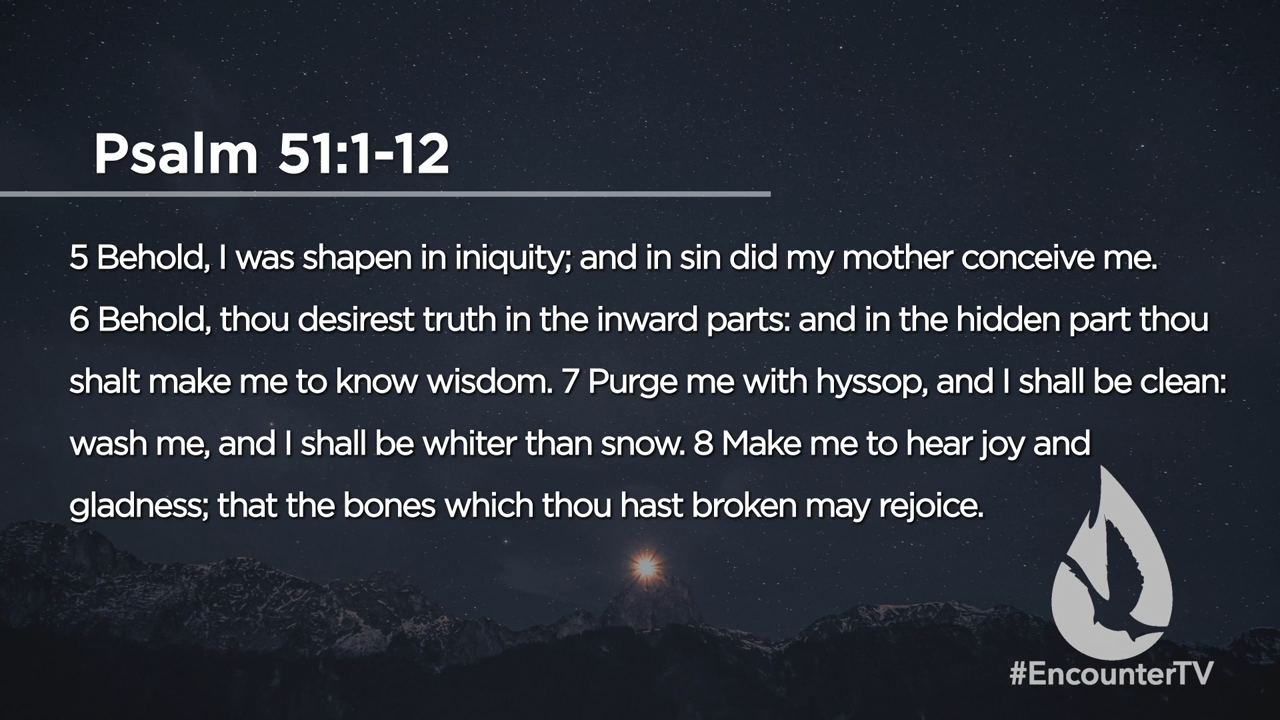 Psalm 51:1-12
5 Behold, I was shapen in iniquity; and in sin did my mother conceive me.
6 Behold, thou desirest truth in the inward parts: and in the hidden part thou
shalt make me to know wisdom. 7 Purge me with hyssop, and I shall be clean:
wash me, and I shall be whiter than snow. 8 Make me to hear joy and
gladness; that the bones which thou hast broken may rejoice.
#EncounterTV